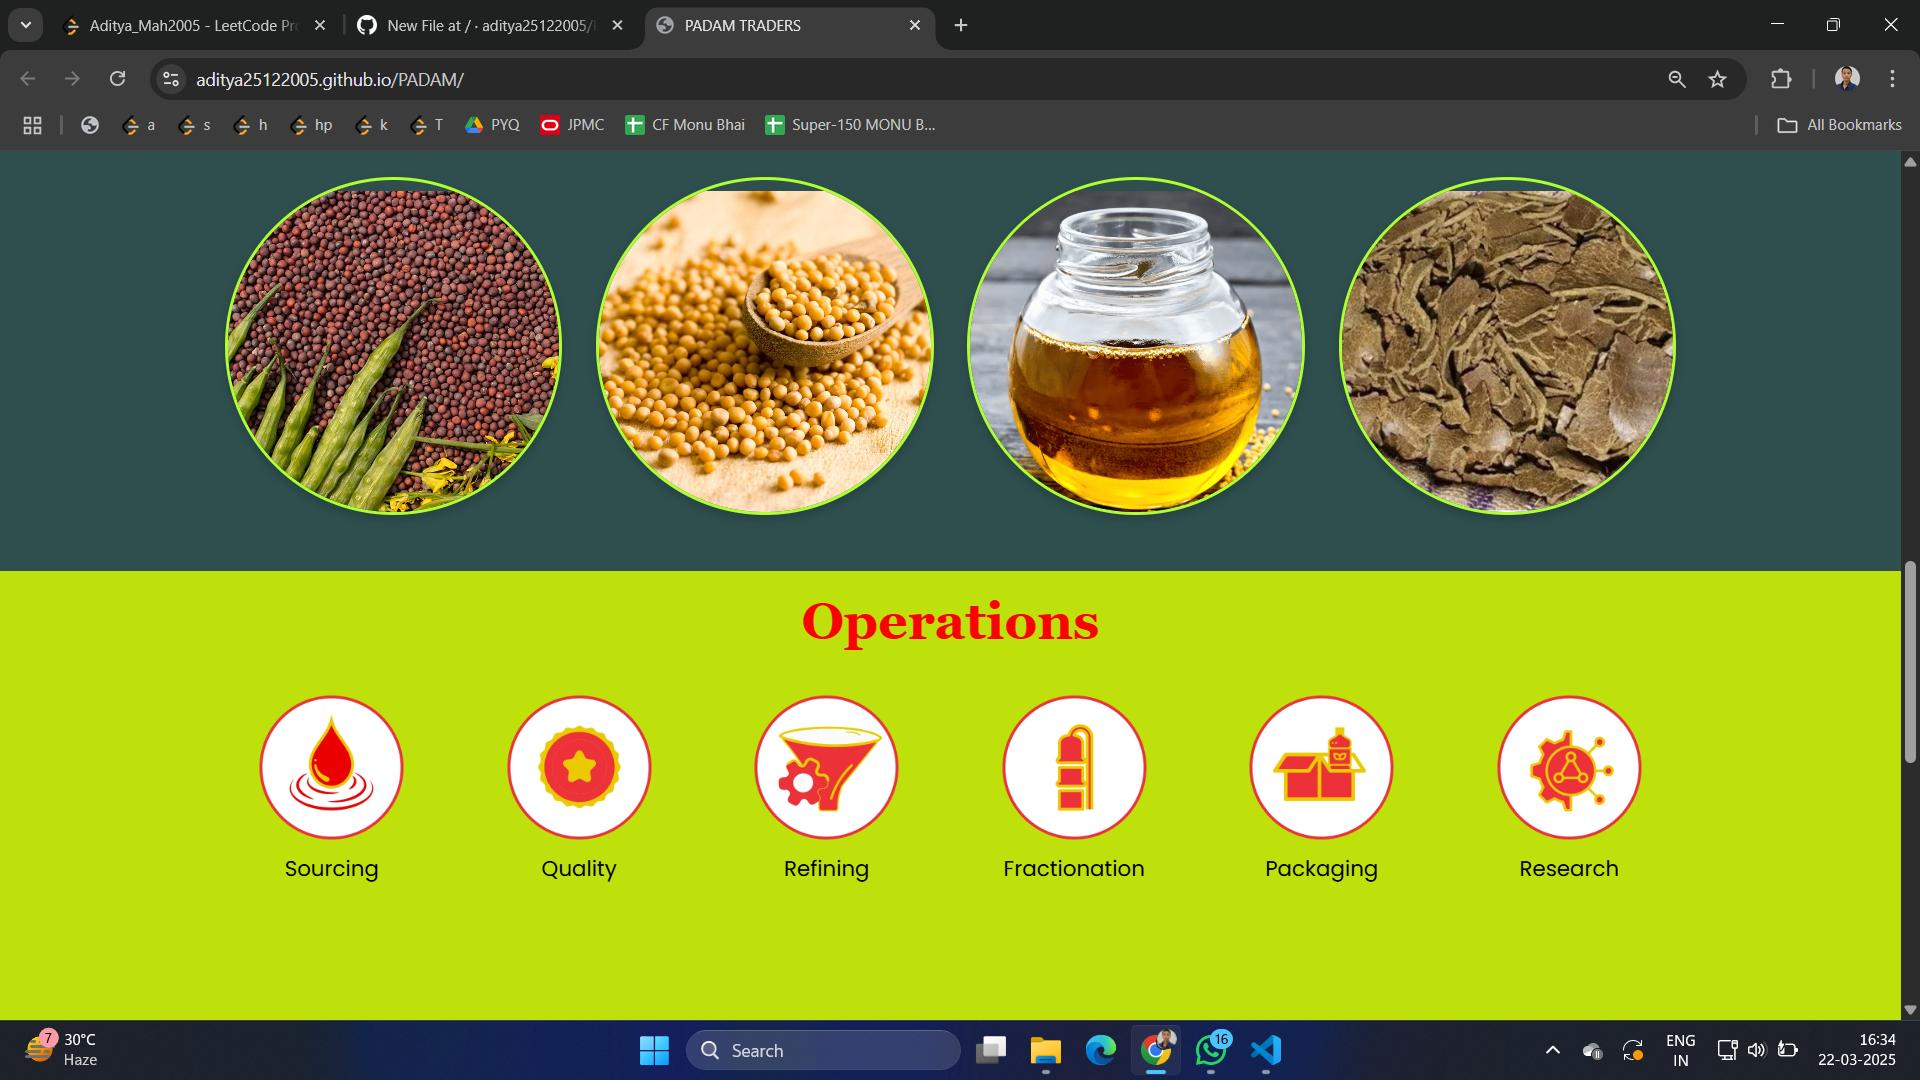 Aditya_Mah2005 - LeetCode Pr
New File at / · aditya25122005/
PADAM TRADERS
aditya25122005.github.io/PADAM/
a
s
h
hp
k
T
PYQ
JPMC
CF Monu Bhai
Super-150 MONU B...
All Bookmarks
Operations
Sourcing
Quality
Refining
Fractionation
Packaging
Research
7
30°C
Haze
Search
16
ENG
IN
16:34
22-03-2025